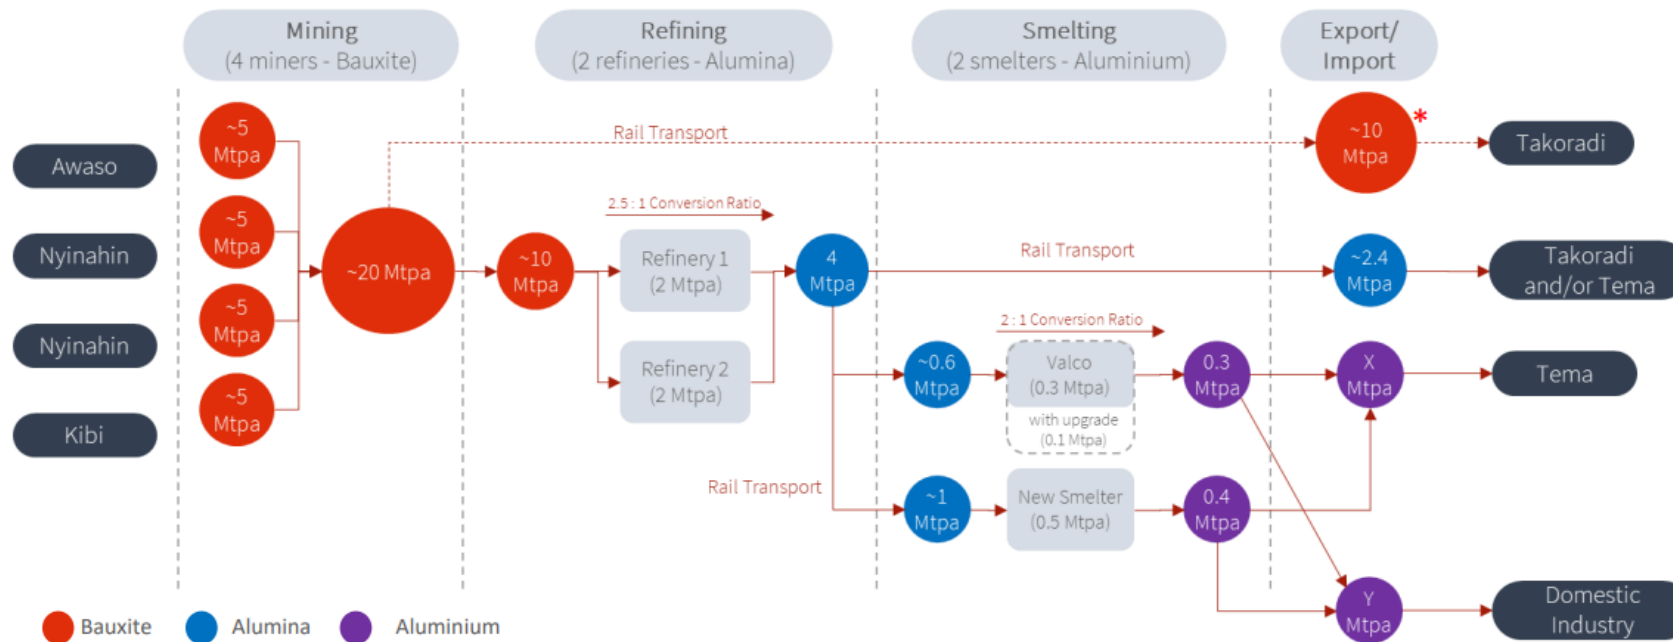 Mining
(4 miners - Bauxite)
Refining
(2 refineries - Alumina)
Smelting
(2 smelters - Aluminium)
Export/
Import
Awaso
Nyinahin
Nyinahin
Kibi
~5
Mtpa
~5
Mtpa
~5
Mtpa
~5
Mtpa
~20 Mtpa
Rail Transport
~10
Mtpa
*
Takoradi
~10
Mtpa
2.5 : 1 Conversion Ratio
Refinery 1
(2 Mtpa)
Refinery 2
(2 Mtpa)
4
Mtpa
Rail Transport
~2.4
Mtpa
Takoradi
and/or Tema
2 : 1 Conversion Ratio
~0.6
Mtpa
Valco
(0.3 Mtpa)
with upgrade
(0.1 Mtpa)
0.3
Mtpa
X
Mtpa
Tema
Rail Transport
~1
Mtpa
New Smelter
(0.5 Mtpa)
0.4
Mtpa
Y
Mtpa
Domestic
Industry
Bauxite
Alumina
Aluminium